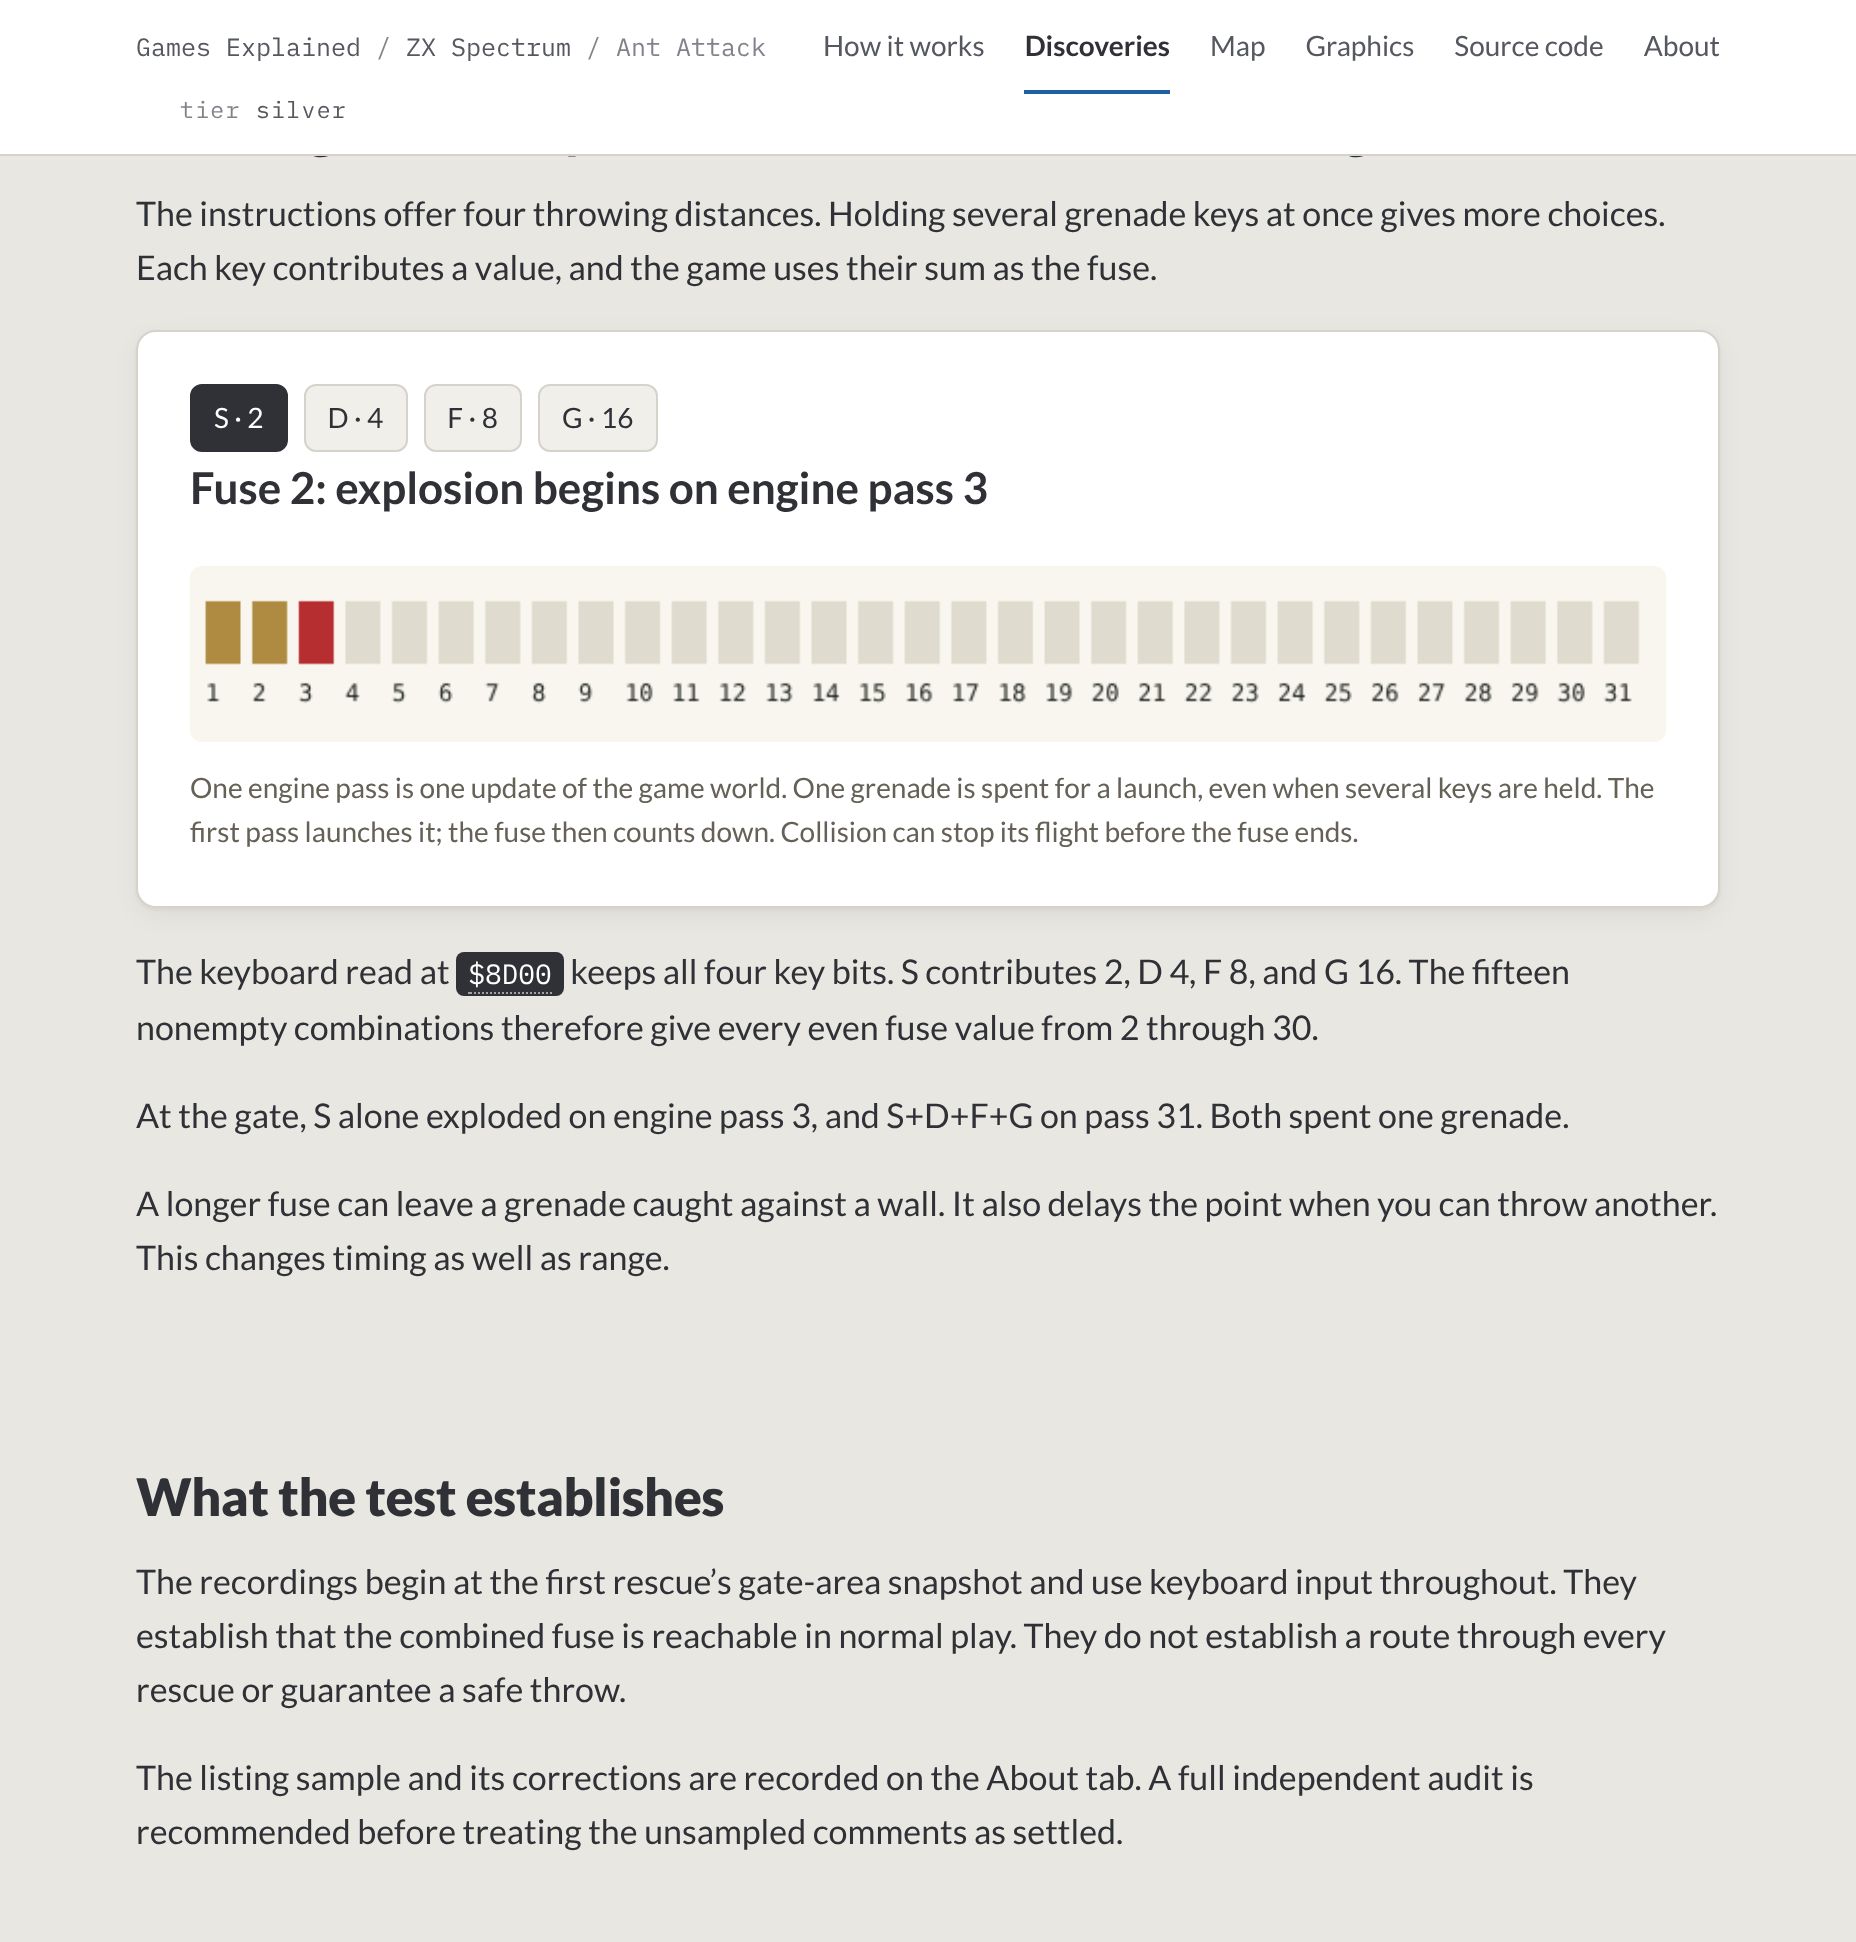 Games Explained / ZX Spectrum / Ant Attack How it works Discoveries Map Graphics Source code About
tier silver
The instructions offer four throwing distances. Holding several grenade keys at once gives more choices.
Each key contributes a value, and the game uses their sum as the fuse.
S · 2 D · 4 F · 8 G · 16
Fuse 2: explosion begins on engine pass 3
1 2 3 4 5 6 7 8 9 10 11 12 13 14 15 16 17 18 19 20 21 22 23 24 25 26 27 28 29 30 31
One engine pass is one update of the game world. One grenade is spent for a launch, even when several keys are held. The
first pass launches it; the fuse then counts down. Collision can stop its flight before the fuse ends.
The keyboard read at $8D00 keeps all four key bits. S contributes 2, D 4, F 8, and G 16. The fifteen
nonempty combinations therefore give every even fuse value from 2 through 30.
At the gate, S alone exploded on engine pass 3, and S+D+F+G on pass 31. Both spent one grenade.
A longer fuse can leave a grenade caught against a wall. It also delays the point when you can throw another.
This changes timing as well as range.
What the test establishes
The recordings begin at the first rescue’s gate-area snapshot and use keyboard input throughout. They
establish that the combined fuse is reachable in normal play. They do not establish a route through every
rescue or guarantee a safe throw.
The listing sample and its corrections are recorded on the About tab. A full independent audit is
recommended before treating the unsampled comments as settled.